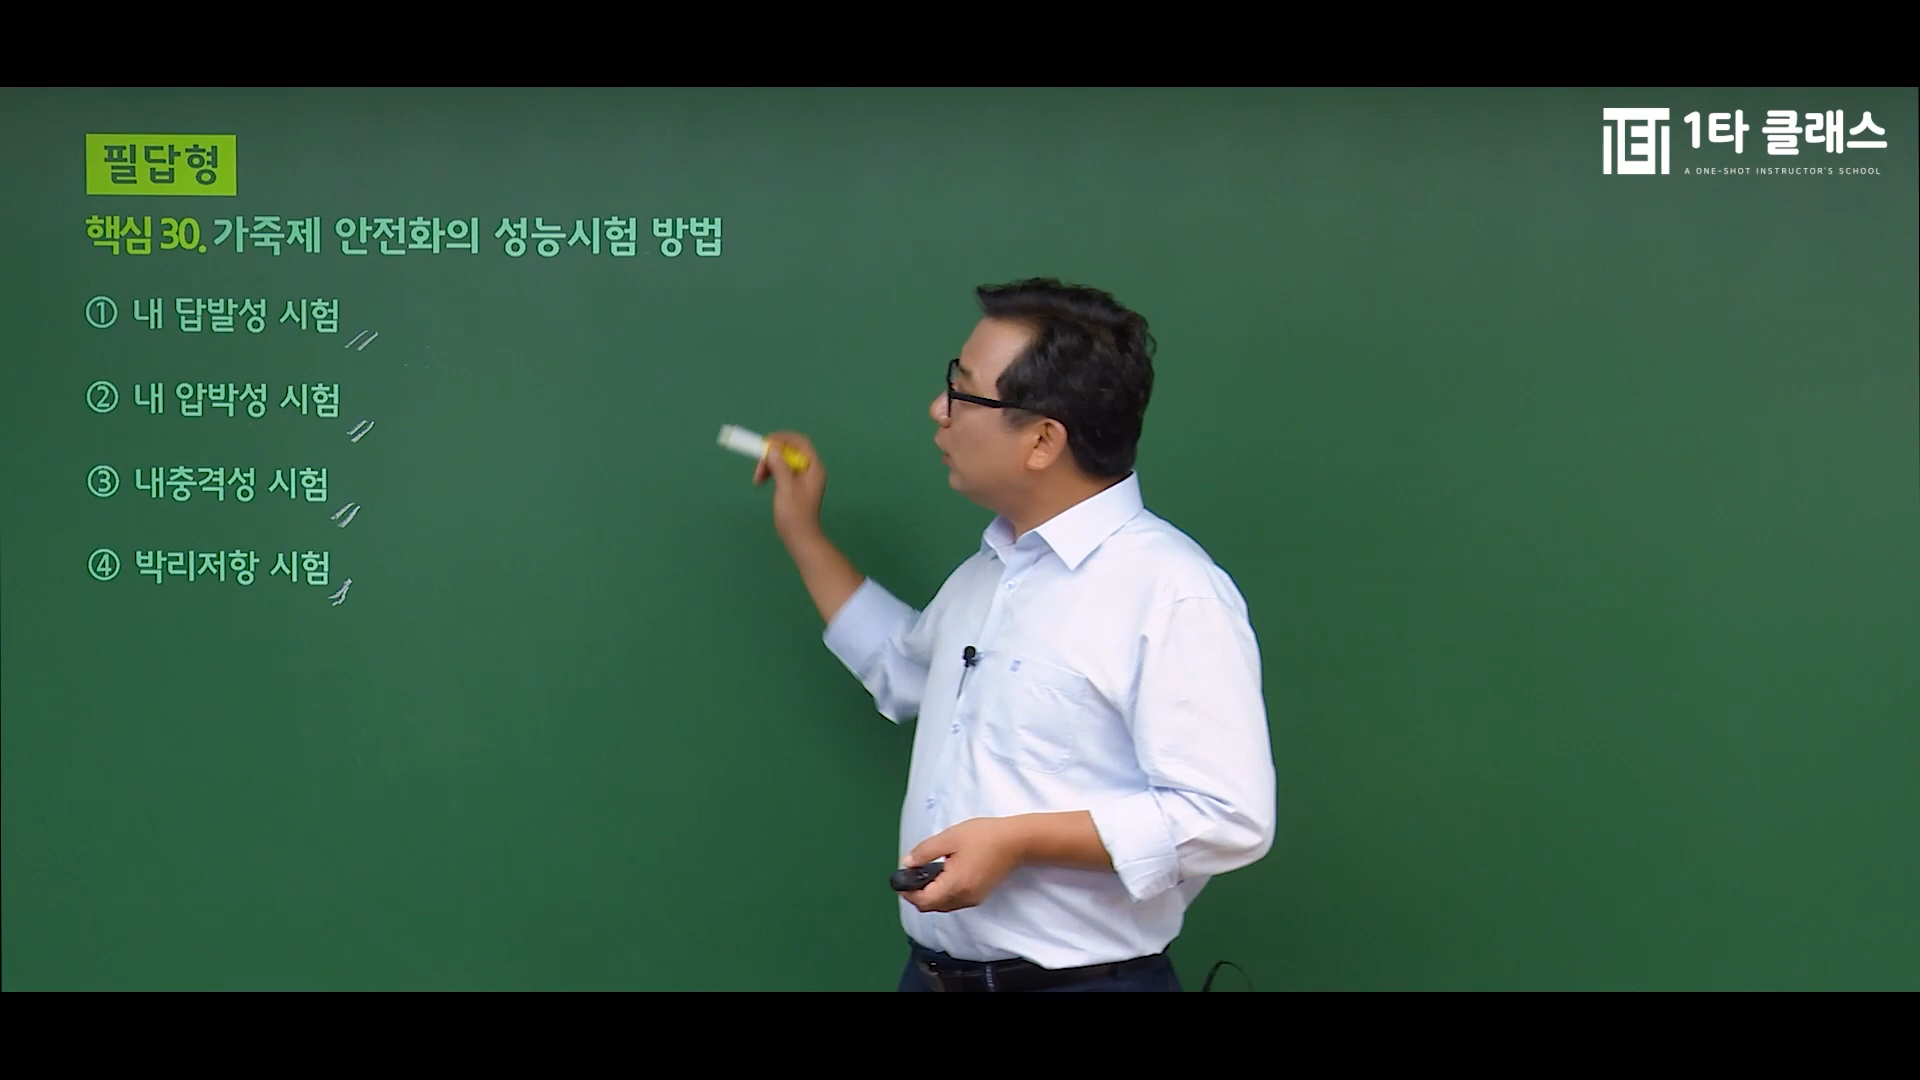 1타 클래스
A ONE-SHOT INSTRUCTOR'S SCHOOL
필답형
핵심 30. 가죽제 안전화의 성능시험 방법
① 내 답발성 시험
② 내 압박성 시험
③ 내충격성 시험
④ 박리저항 시험